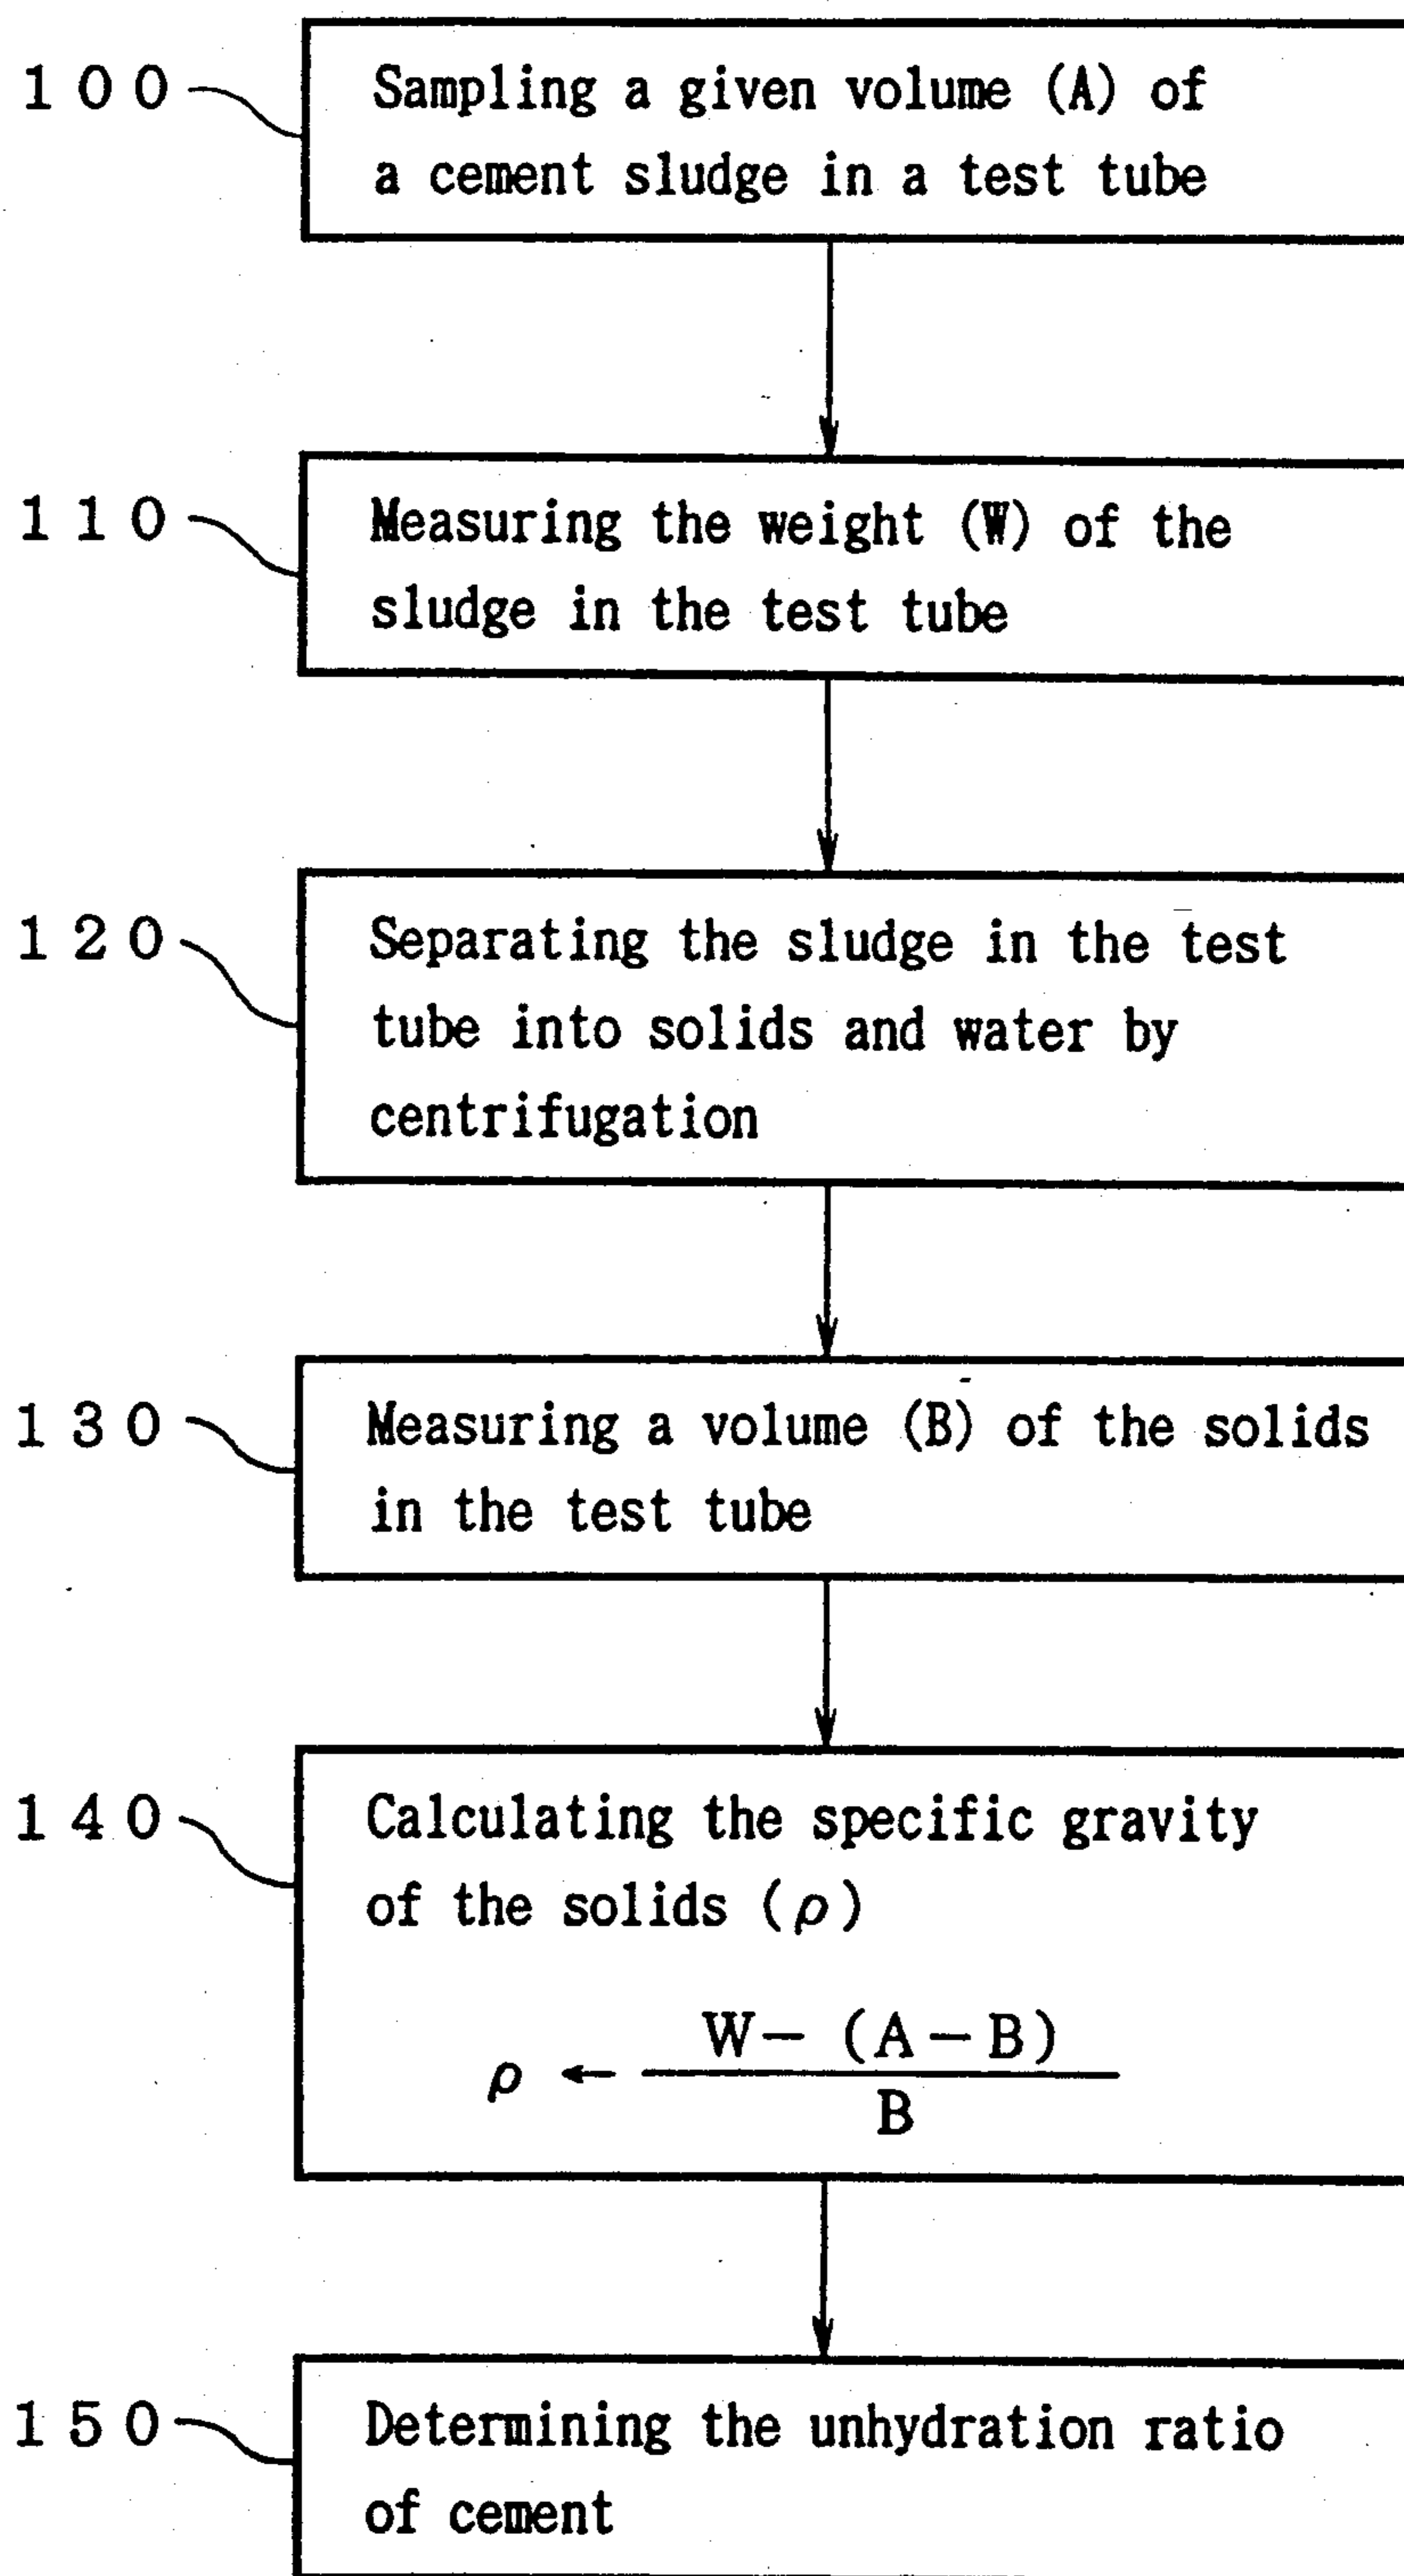 100
Sampling a given volume (A) of
a cement sludge in a test tube
110
Measuring the weight (W) of the
sludge in the test tube
120
Separating the sludge in the test
tube into solids and water by
centrifugation
130
Measuring a volume (B) of the solids
in the test tube
140
Calculating the specific gravity
of the solids (ρ)
W− (A−B)
ρ ←
B
150
Determining the unhydration ratio
of cement